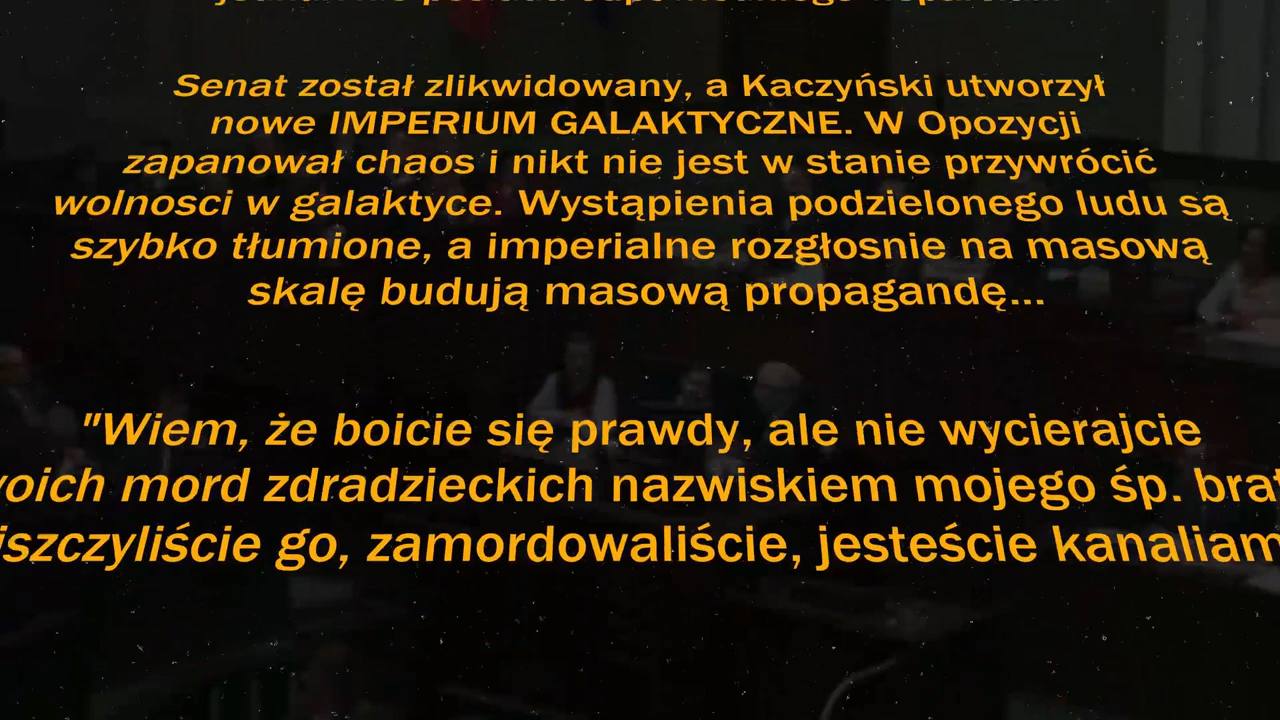 Senat został zlikwidowany, a Kaczyński utworzył
nowe IMPERIUM GALAKTYCZNE. W Opozycji
zapanował chaos i nikt nie jest w stanie przywrócić
wolnosci w galaktyce. Wystąpienia podzielonego ludu są
szybko tłumione, a imperialne rozgłosnie na masową
skalę budują masową propagandę...
"Wiem, że boicie się prawdy, ale nie wycierajcie
mord zdradzieckich nazwiskiem mojego śp.
go, zamordowaliście, jesteście